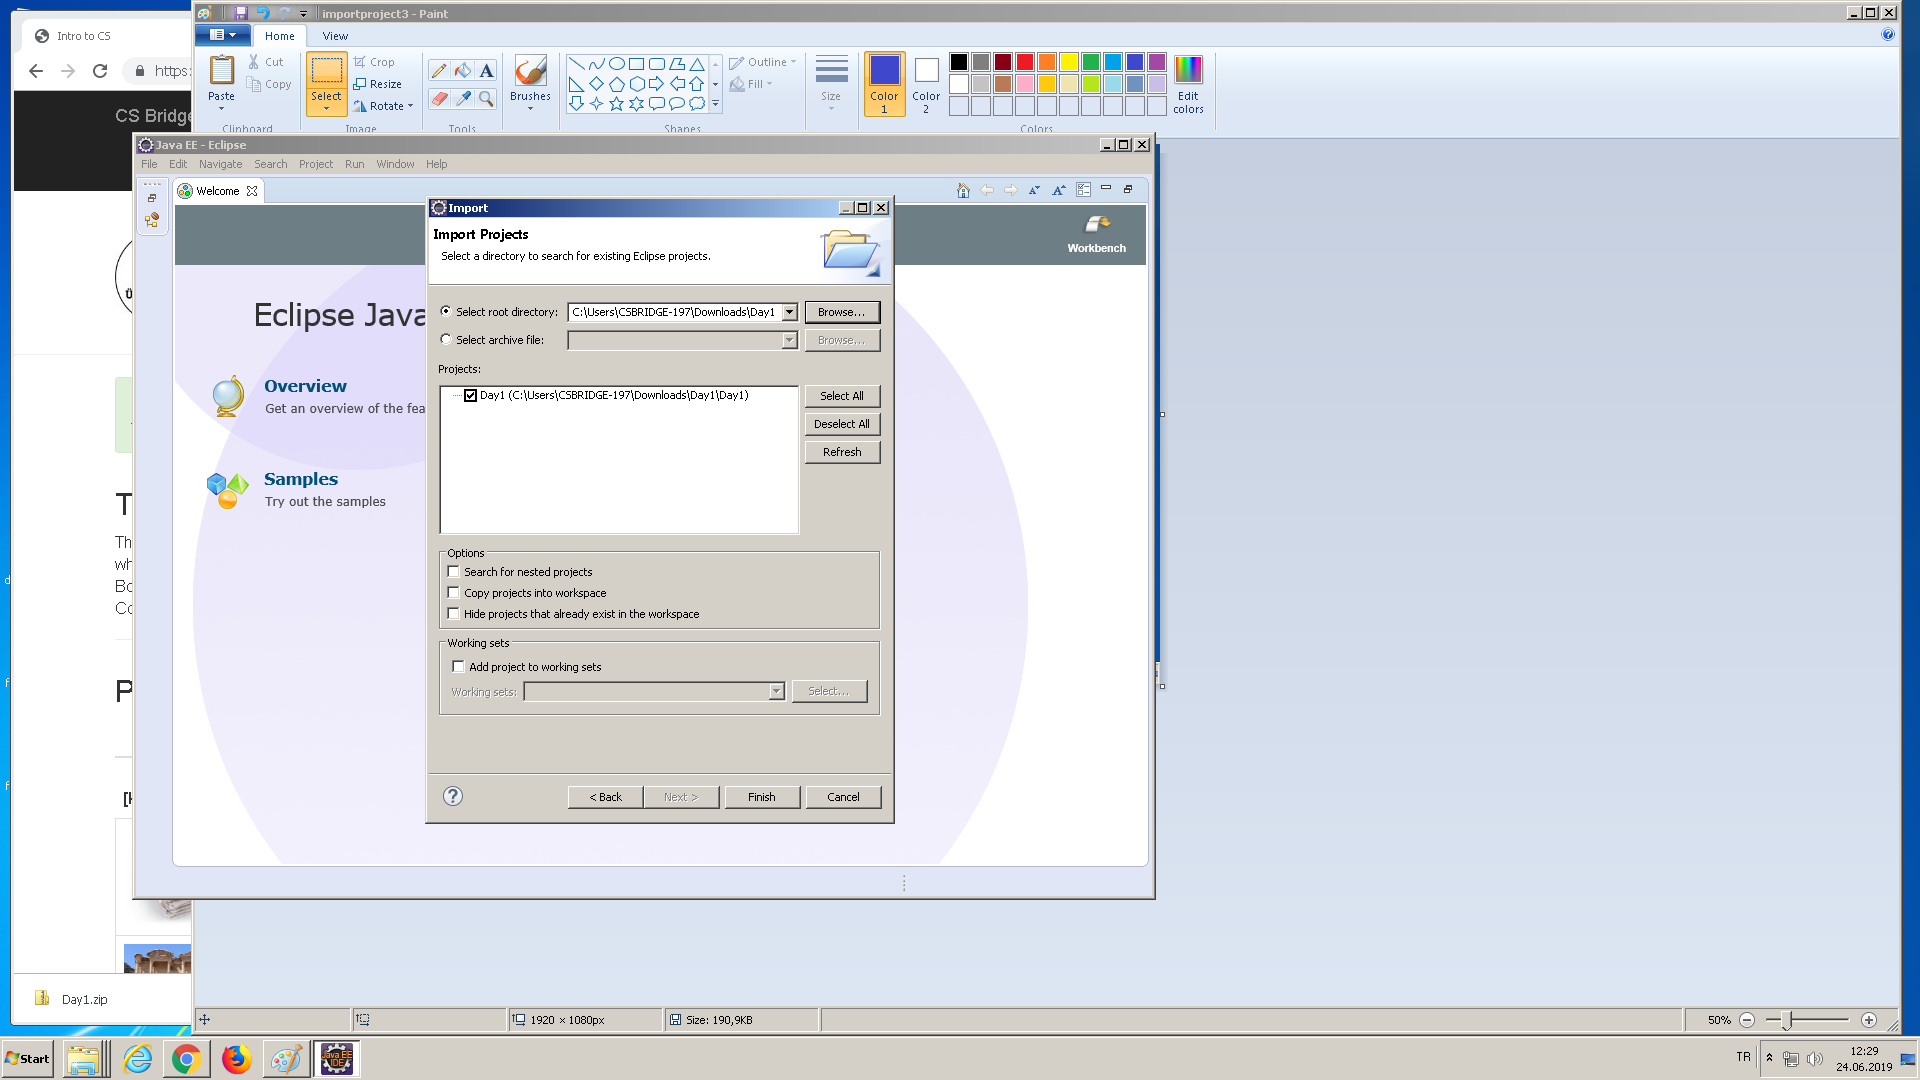 Intro to CS
https:
CS Bridge
Th
wh
Bo
Co
Day1.zip
importproject3 - Paint
Home
View
Paste
Cut
Copy
Clipboard
Select
Crop
Resize
Rotate
Image
Tools
Brushes
Shapes
Outline
Fill
Size
Color 1
Color 2
Edit colors
Colors
Java EE - Eclipse
File Edit Navigate Search Project Run Window Help
Welcome
Workbench
Eclipse Java
Overview
Get an overview of the fea
Samples
Try out the samples
Import
Import Projects
Select a directory to search for existing Eclipse projects.
Select root directory: C:\Users\CSBRIDGE-197\Downloads\Day1 Browse...
Select archive file: Browse...
Projects:
Day1 (C:\Users\CSBRIDGE-197\Downloads\Day1\Day1)
Select All
Deselect All
Refresh
Options
Search for nested projects
Copy projects into workspace
Hide projects that already exist in the workspace
Working sets
Add project to working sets
Working sets: Select...
< Back Next > Finish Cancel
1920 × 1080px
Size: 190,9KB
50%
Start
Java EE
IDE
TR
12:29
24.06.2019